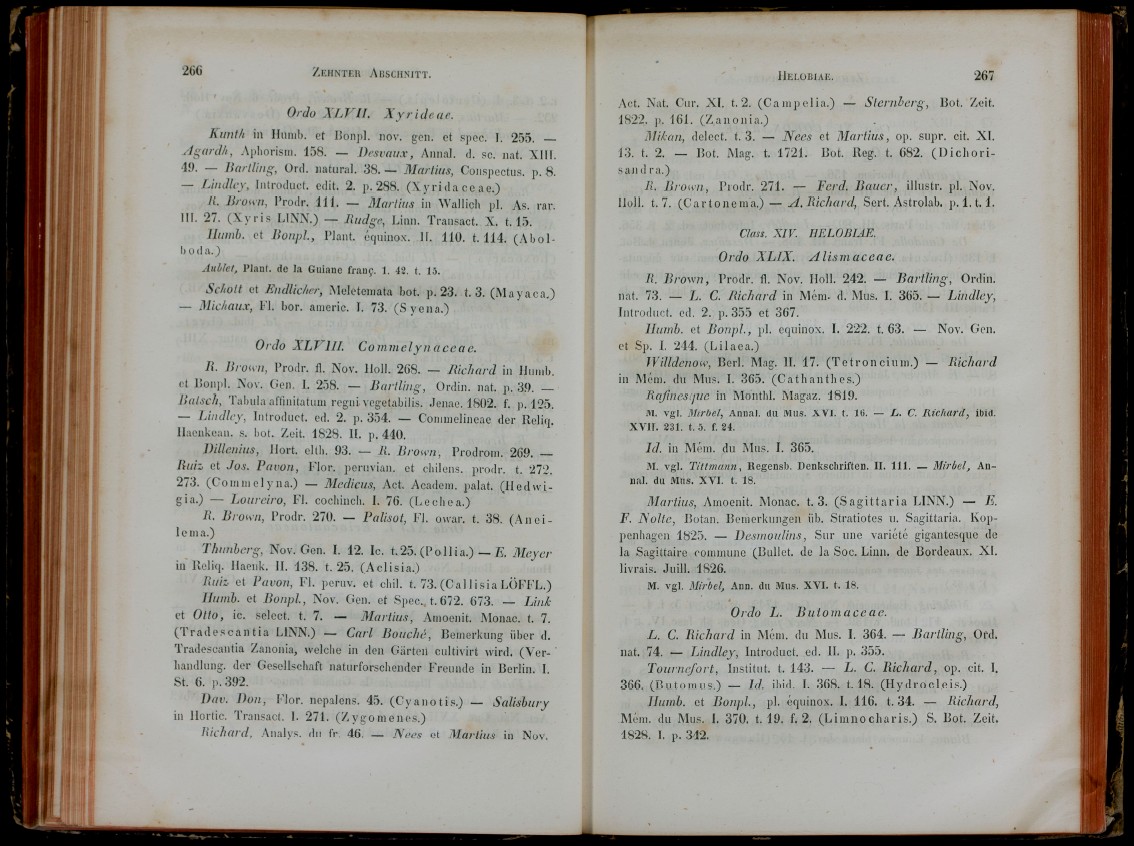 266
ZEHNTER ABSCHNITT.
Ordo XLVII. Xyrideae.
Kunth in Humb. et Bonpl. nov. gen. et spec. I. 255. —
Agardh, Aphorism. 158. — Desvaux, Annal. d. sc. nat. XIII.
49. — Bartling, Ord. natural. 38. — Martius, Conspectus. p. 8.
— Lindley, Introduct. edit. 2. p. 288. (Xyridaceae.)
R. Brown, Prodr. 111. — Martius in Wallich pl. As. rar.
III. 27. (Xyris LINN.) — Rudge, Linn. Transact. X. t. 15.
Humb. et Bonpl., Plant. équinox. II. 110. t. 114. (Abol-
boda.)
Aublet, Plant. de la Guiane franç. 1. 42. t. 15.
Schott et Endlicher, Meletemata bot. p. 23. t. 3. (Mayaca.)
— Michaux, Fl. bor. americ. I. 73. (Syena.)
Ordo XLVIII. Commelynaceae.
R. Brown, Prodr. fl. Nov. Holl. 268. — Richard in Humb.
et Bonpl. Nov. Gen. I. 258. — Bartling, Ordin. nat. p. 39. —
Batsch, Tabula affinitatum regni vegetabilis. Jenae. 1802. f. p. 125.
— Lindley, Introduct. ed. 2. p. 354. — Commelineae der Reliq.
Haenkean. s. bot. Zeit. 1828. II. p. 440.
Dillenius, Hort. elth. 93. — R. Brown, Prodrom. 269. —
Ruiz et Jos. Pavon, Flor. peruvian. et chilens. prodr. t. 272.
273. (Commelyna.) — Medicus, Act. Academ. palat. (Hedwi-
gia.) — Loureiro, Fl. cochinch. I. 76. (Lechea.)
R. Brown, Prodr. 270. — Palisot, Fl. owar. t. 38. (Anei-
lema.)
Thunberg, Nov. Gen. I. 12. Ic. t. 25. (Pollia.) — E. Meyer
in Reliq. Haenk. II. 138. t. 25. (Aclisia.)
Ruiz et Pavon, Fl. peruv. et chil. t. 73. (Callisia LÖFFL.)
Humb. et Bonpl., Nov. Gen. et Spec., t. 672. 673. — Link
et Otto, ic. select. t. 7. — Martius, Amoenit. Monac. t. 7.
(Tradescantia LINN.) — Carl Bouché, Bemerkung über d.
Tradescantia Zanonia, welche in den Gärten cultivirt wird. (Ver-
handlung. der Gesellschaft naturforschender Freunde in Berlin. I.
St. 6. p. 392.
Dav. Don, Flor. nepalens. 45. (Cyanotis.) — Salisbury
in Hortic. Transact. I. 271. (Zygomenes.)
Richard, Analys. du fr. 46. — Nees et Martius in Nov.
HELOBIAE.
267
Act. Nat. Cur. XI. t. 2. (Campelia.) — Sternberg, Bot. Zeit.
1822. p. 161. (Zanonia.)
Mikan, delect. t. 3. — Nees et Martius, op. supr. cit. XI.
13. t. 2. — Bot. Mag. t. 1721. Bot. Reg. t. 682. (Dichori-
sandra.)
R. Brown, Prodr. 271. — Ferd. Bauer, illustr. pl. Nov.
Holl. t. 7. (Cartonema.) — A. Richard, Sert. Astrolab. p. 1. t. 1.
Class. XIV. HELOBIAE.
Ordo XLIX. Alismaceae.
R. Brown, Prodr. fl. Nov. Holl. 242. — Bartling, Ordin.
nat. 73. — L. C. Richard in Mém. d. Mus. I. 365. — Lindley,
Introduct. ed. 2. p. 355 et 367.
Humb. et Bonpl., pl. equinox. I. 222. t. 63. — Nov. Gen.
et Sp. I. 244. (Lilaea.)
Willdenow, Berl. Mag. II. 17. (Tetroncium.) — Richard
in Mém. du Mus. I. 365. (Cathanthes.)
Rafinesque in Monthl. Magaz. 1819.
M. vgl. Mirbel, Annal. du Mus. XVI. t. 16. — L. C. Richard, ibid.
XVII. 231. t. 5. f. 24.
Id. in Mém. du Mus. I. 365.
M. vgl. Tittmann, Regensb. Denkschriften. II. 111. — Mirbel, An-
nal. du Mus. XVI. t. 18.
Martius, Amoenit. Monac. t. 3. (Sagittaria LINN.) — E.
F. Nolte, Botan. Bemerkungen üb. Stratiotes u. Sagittaria. Kop-
penhagen 1825. — Desmoulins, Sur une variété gigantesque de
la Sagittaire commune (Bullet. de la Soc. Linn. de Bordeaux. XI.
livrais. Juill. 1826.
M. vgl. Mirbel, Ann. du Mus. XVI. t. 18.
Ordo L. Butomaceae.
L. C. Richard in Mém. du Mus. I. 364. — Bartling, Ord.
nat. 74. — Lindley, Introduct. ed. II. p. 355.
Tournefort, Institut. t. 143. — L. C. Richard, op. cit. I.
366. (Butomus.) — Id. ibid. I. 368. t. 18. (Hydrocleis.)
Humb. et Bonpl., pl. équinox. I. 116. t. 34. — Richard,
Mém. du Mus. I. 370. t. 19. f. 2. (Limnocharis.) S. Bot. Zeit.
1828. I. p. 342.